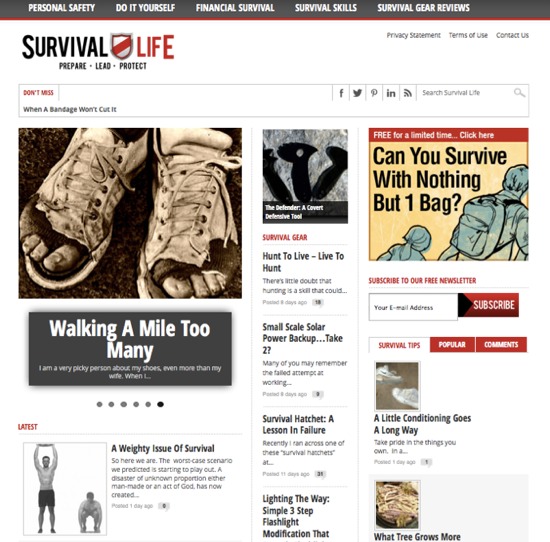 PERSONAL SAFETY DO IT YOURSELF FINANCIAL SURVIVAL SURVIVAL SKILLS SURVIVAL GEAR REVIEWS
SURVIVAL LIFE
PREPARE - LEAD - PROTECT
Privacy Statement Terms of Use Contact Us
DON'T MISS
Search Survival Life
When A Bandage Won't Cut It
Walking A Mile Too
Many
I am a very picky person about my shoes, even more than my
wife. When I...
LATEST
A Weighty Issue Of Survival
So here we are. The worst-case scenario
we predicted is starting to play out. A
disaster of unknown proportion either
man-made or an act of God, has now
created...
Posted 1 day ago 0
The Defender: A Covert
Defensive Tool
SURVIVAL GEAR
Hunt To Live – Live To
Hunt
There's little doubt that
hunting is a skill that could...
Posted 8 days ago 18
Small Scale Solar
Power Backup...Take
2?
Many of you may remember
the failed attempt at
working...
Posted 8 days ago 0
Survival Hatchet: A
Lesson In Failure
Recently I ran across one of
these "survival hatchets"
at...
Posted 11 days ago 31
Lighting The Way:
Simple 3 Step
Flashlight
Modification That
FREE for a limited time... Click here
Can You Survive
With Nothing
But 1 Bag?
SUBSCRIBE TO OUR FREE NEWSLETTER
Your E-mail Address SUBSCRIBE
SURVIVAL TIPS POPULAR COMMENTS
A Little Conditioning Goes
A Long Way
Take pride in the things you
own. In a...
Posted 1 day ago 1
What Tree Grows More